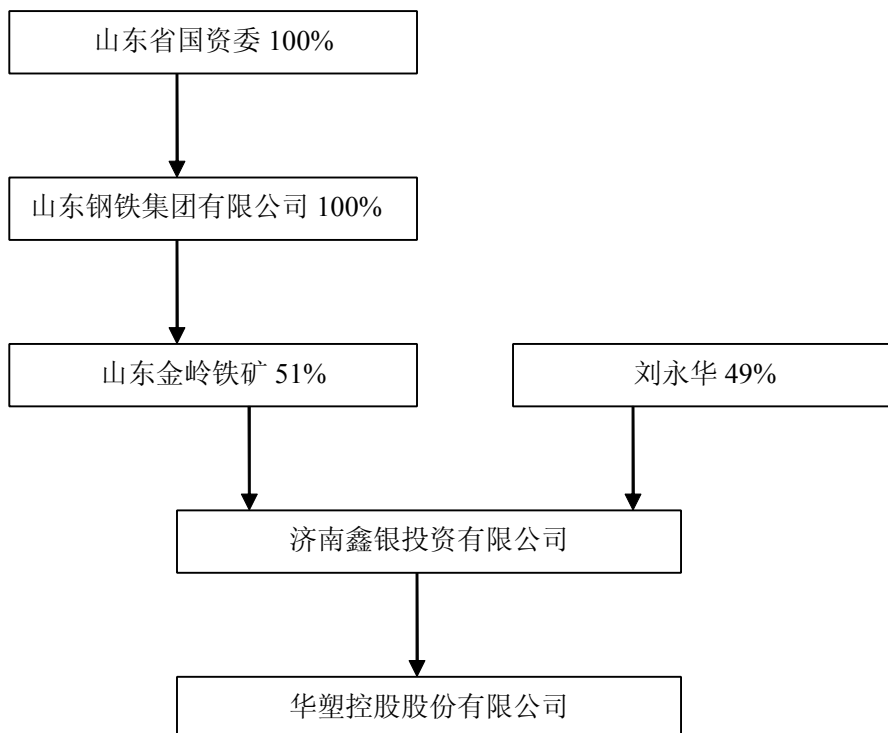 山东省国资委 100%
山东钢铁集团有限公司 100%
山东金岭铁矿 51%
刘永华 49%
济南鑫银投资有限公司
华塑控股股份有限公司